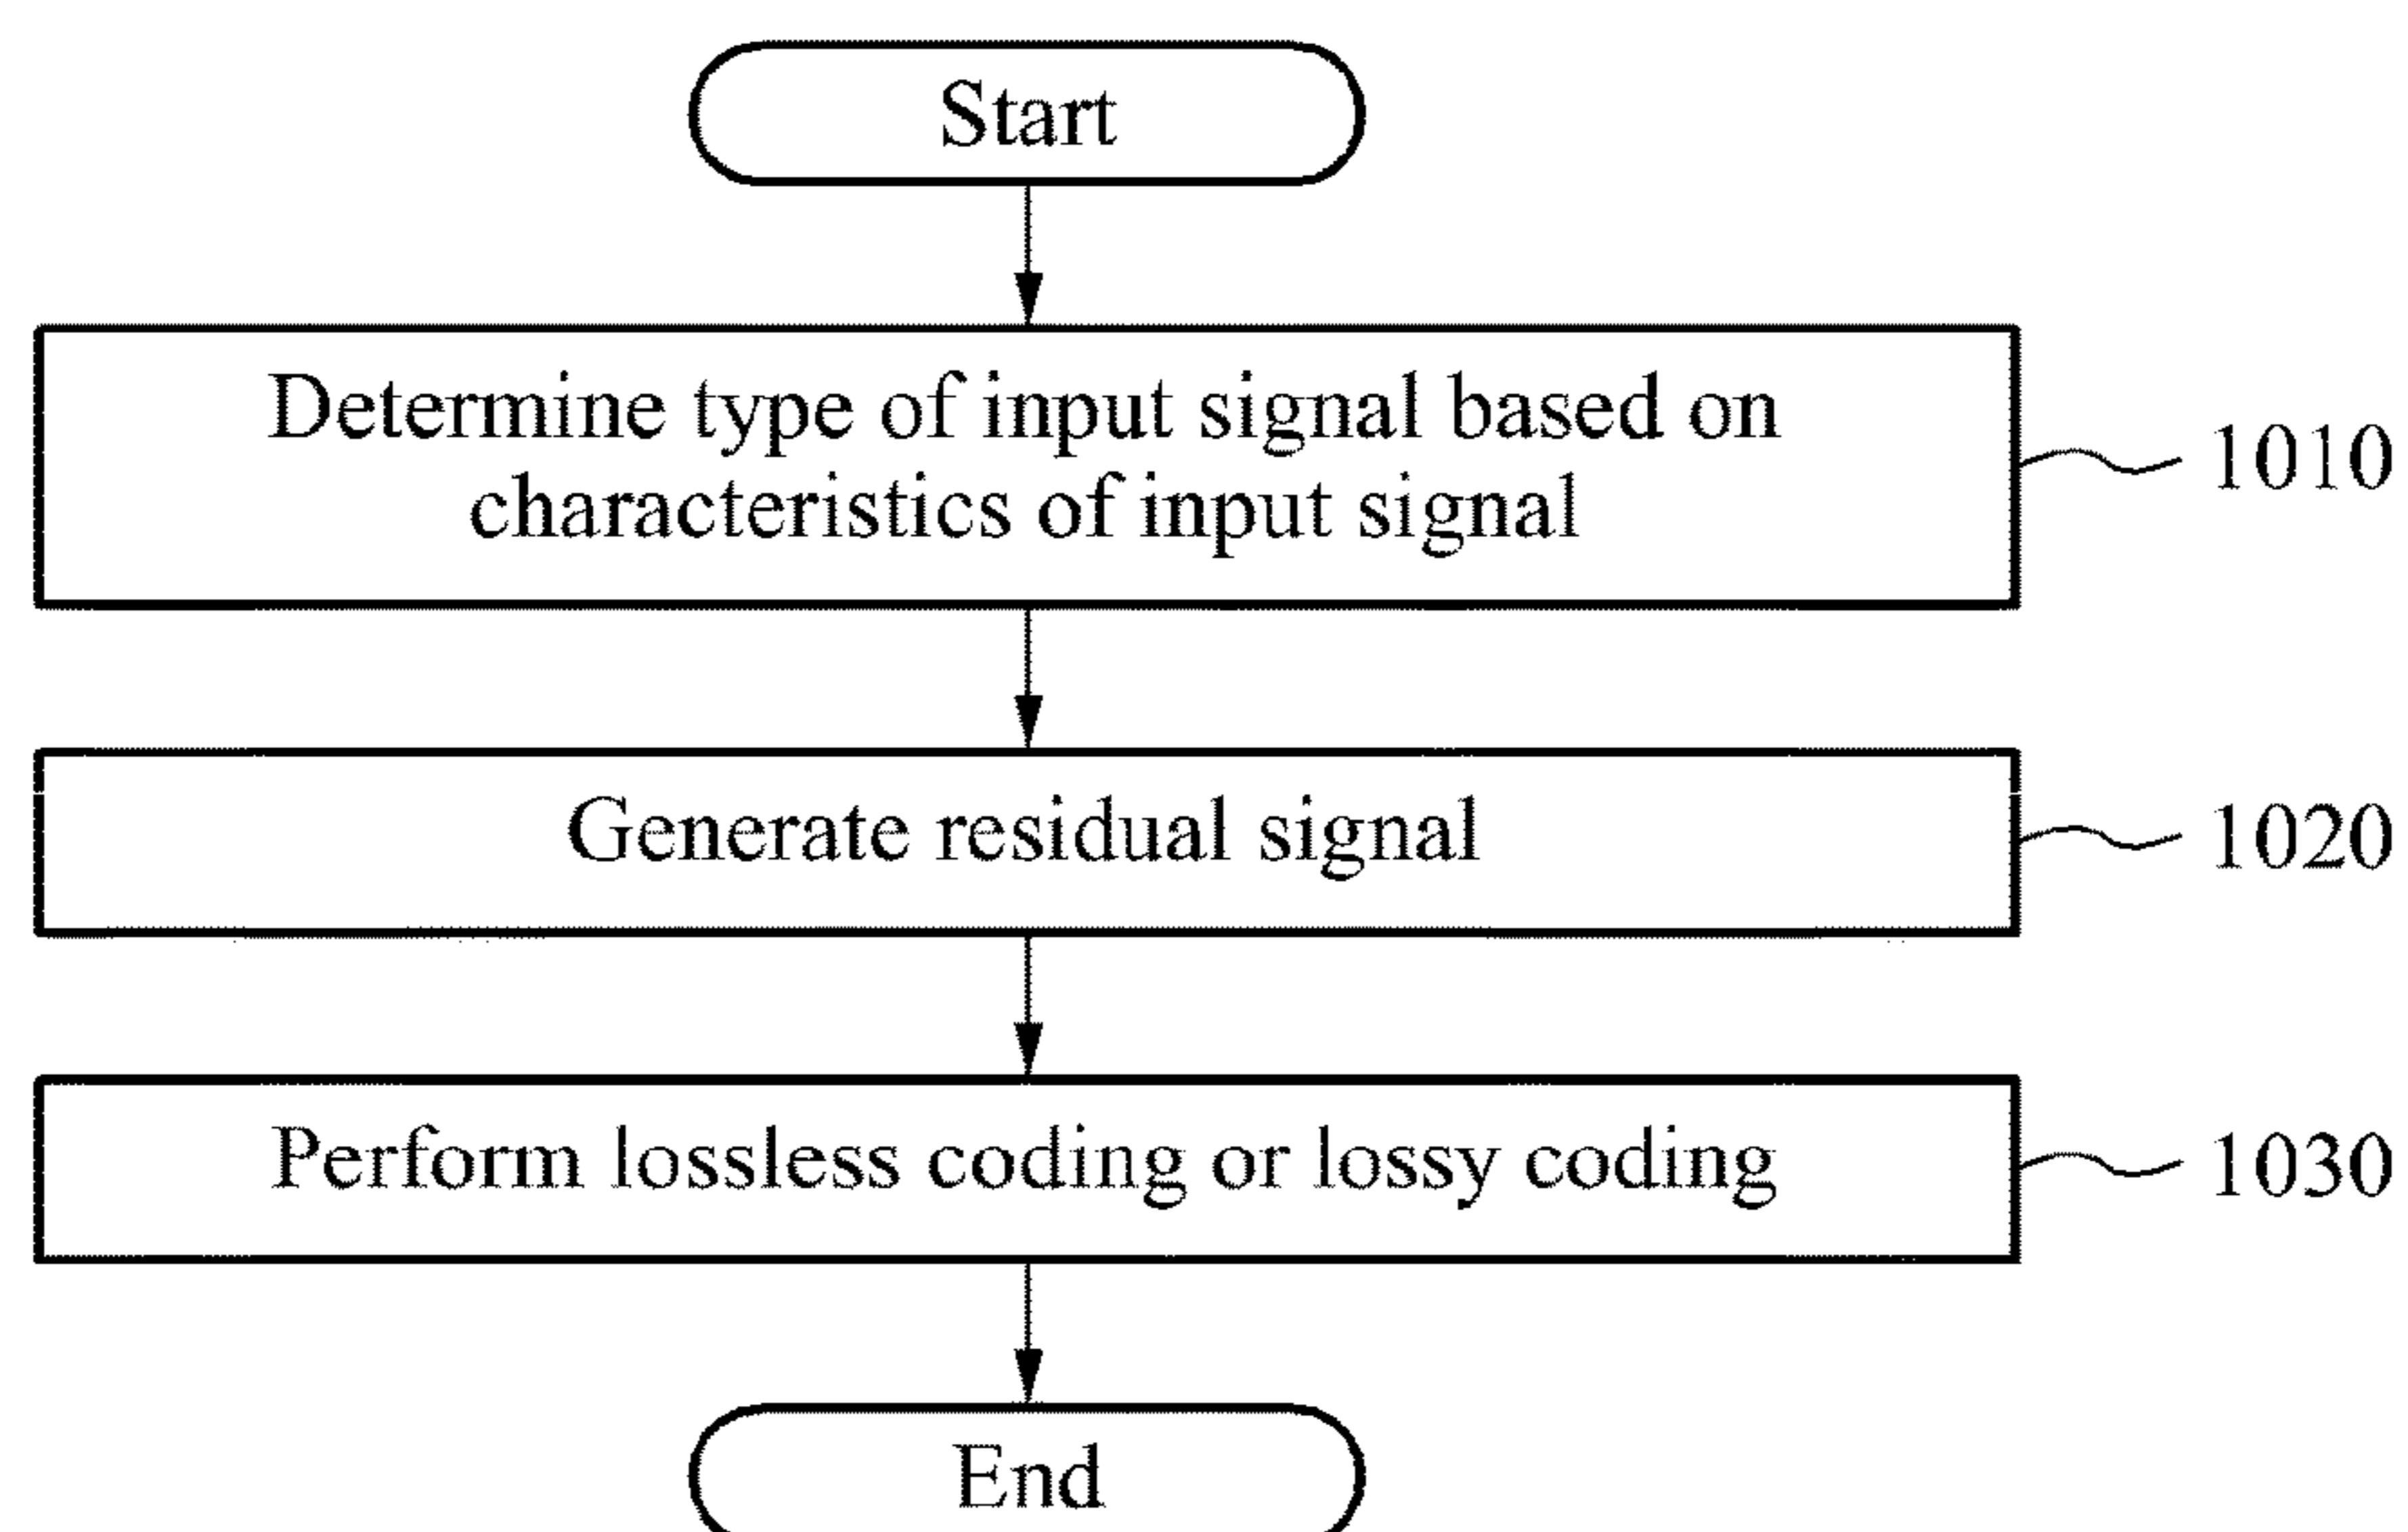 Start
Determine type of input signal based on
characteristics of input signal
1010
Generate residual signal
1020
Perform lossless coding or lossy coding
1030
End